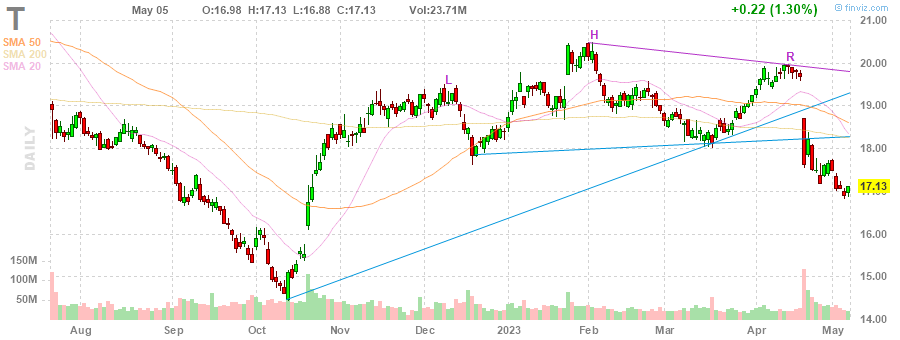 T
May 05 O:16.98 H:17.13 L:16.88 C:17.13 Vol:23.71M +0.22 (1.30%)
© finviz.com
SMA 50
SMA 200
SMA 20
DAILY
L
H
R
21.00
20.00
19.00
18.00
17.13
16.00
15.00
14.00
150M
100M
50M
Aug Sep Oct Nov Dec 2023 Feb Mar Apr May